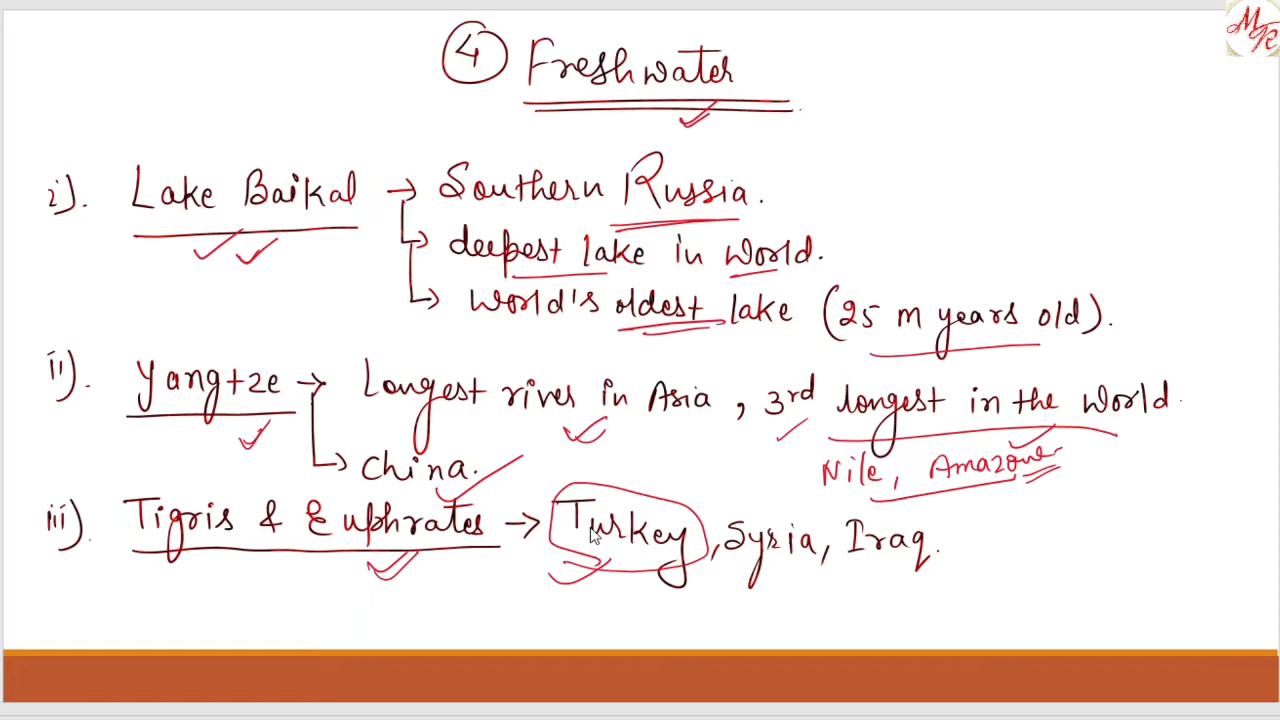 ④ Freshwater
i). Lake Baikal → Southern Russia.
→ deepest lake in world.
→ World's oldest lake (25 m years old).
ii). Yangtze → Longest river in Asia, 3rd longest in the world.
Nile, Amazone
→ China.
iii). Tigris & Euphrates → Turkey, Syria, Iraq.